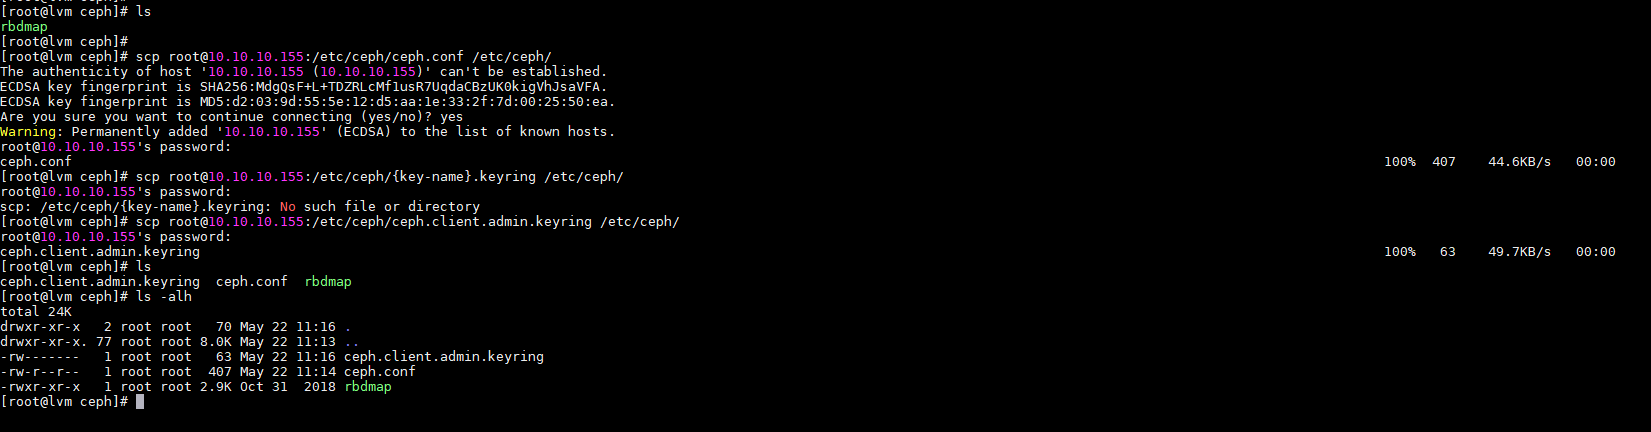 [root@lvm ceph]# ls
rbdmap
[root@lvm ceph]#
[root@lvm ceph]# scp root@10.10.10.155:/etc/ceph/ceph.conf /etc/ceph/
The authenticity of host '10.10.10.155 (10.10.10.155)' can't be established.
ECDSA key fingerprint is SHA256:MdgQsF+L+TDZRLcMf1usR7UqdaCBzUK0kigVhJsaVFA.
ECDSA key fingerprint is MD5:d2:03:9d:55:5e:12:d5:aa:1e:33:2f:7d:00:25:50:ea.
Are you sure you want to continue connecting (yes/no)? yes
Warning: Permanently added '10.10.10.155' (ECDSA) to the list of known hosts.
root@10.10.10.155's password:
ceph.conf 100% 407 44.6KB/s 00:00
[root@lvm ceph]# scp root@10.10.10.155:/etc/ceph/{key-name}.keyring /etc/ceph/
root@10.10.10.155's password:
scp: /etc/ceph/{key-name}.keyring: No such file or directory
[root@lvm ceph]# scp root@10.10.10.155:/etc/ceph/ceph.client.admin.keyring /etc/ceph/
root@10.10.10.155's password:
ceph.client.admin.keyring 100% 63 49.7KB/s 00:00
[root@lvm ceph]# ls
ceph.client.admin.keyring ceph.conf rbdmap
[root@lvm ceph]# ls -alh
total 24K
drwxr-xr-x 2 root root 70 May 22 11:16 .
drwxr-xr-x. 77 root root 8.0K May 22 11:13 ..
-rw------- 1 root root 63 May 22 11:16 ceph.client.admin.keyring
-rw-r--r-- 1 root root 407 May 22 11:14 ceph.conf
-rwxr-xr-x 1 root root 2.9K Oct 31 2018 rbdmap
[root@lvm ceph]#